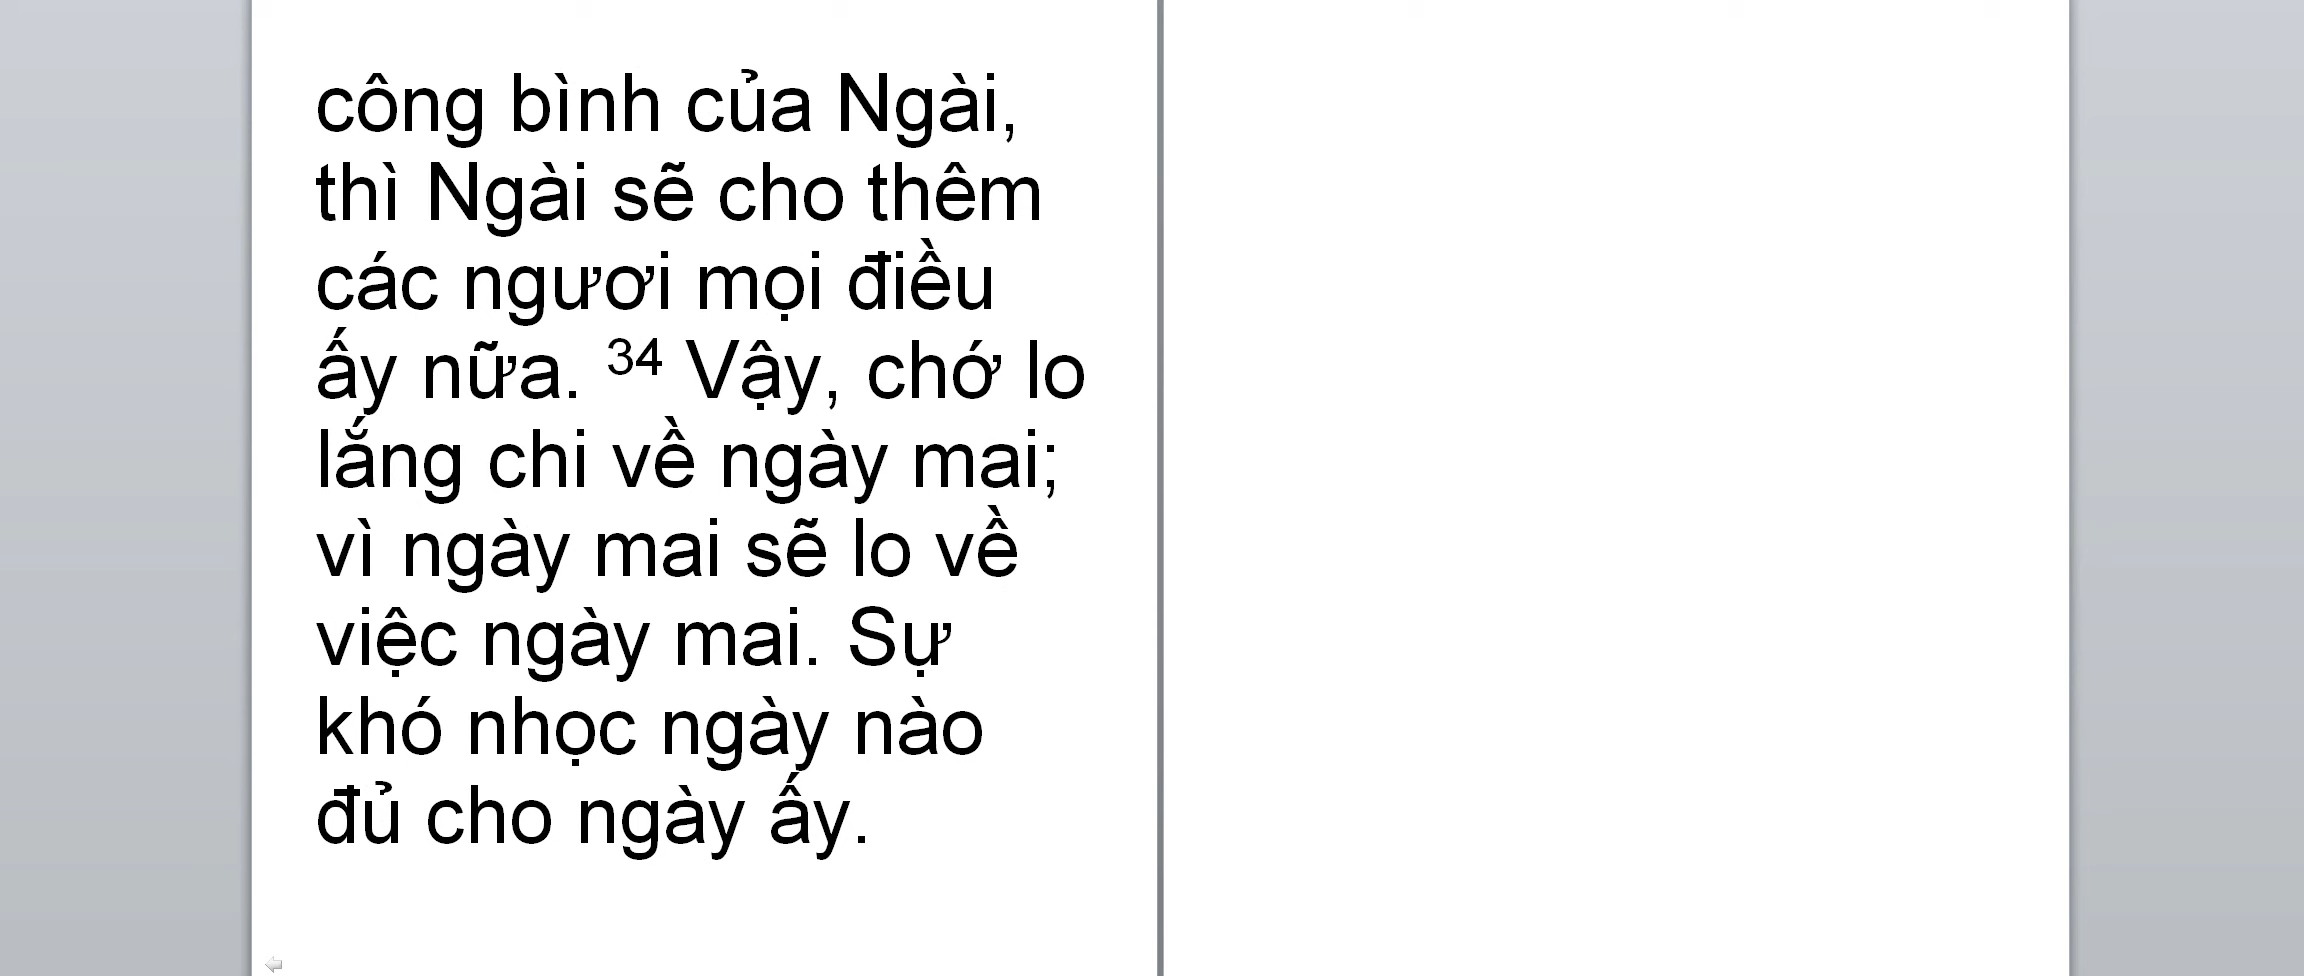 công bình của Ngài,
thì Ngài sẽ cho thêm
các ngươi mọi điều
ấy nữa. 34 Vậy, chớ lo
lắng chi về ngày mai;
vì ngày mai sẽ lo về
việc ngày mai. Sự
khó nhọc ngày nào
đủ cho ngày ấy.